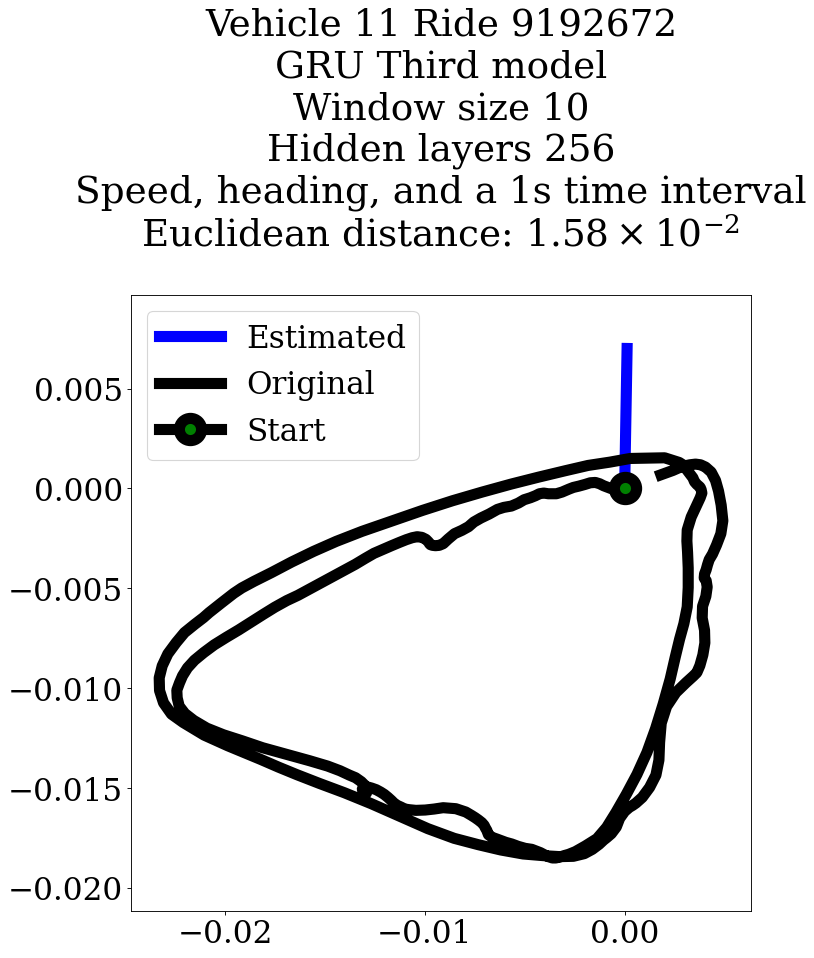 Vehicle 11 Ride 9192672
GRU Third model
Window size 10
Hidden layers 256
Speed, heading, and a 1s time interval
Euclidean distance: 1.58 × 10⁻²
Estimated
Original
Start
0.005
0.000
−0.005
−0.010
−0.015
−0.020
−0.02 −0.01 0.00